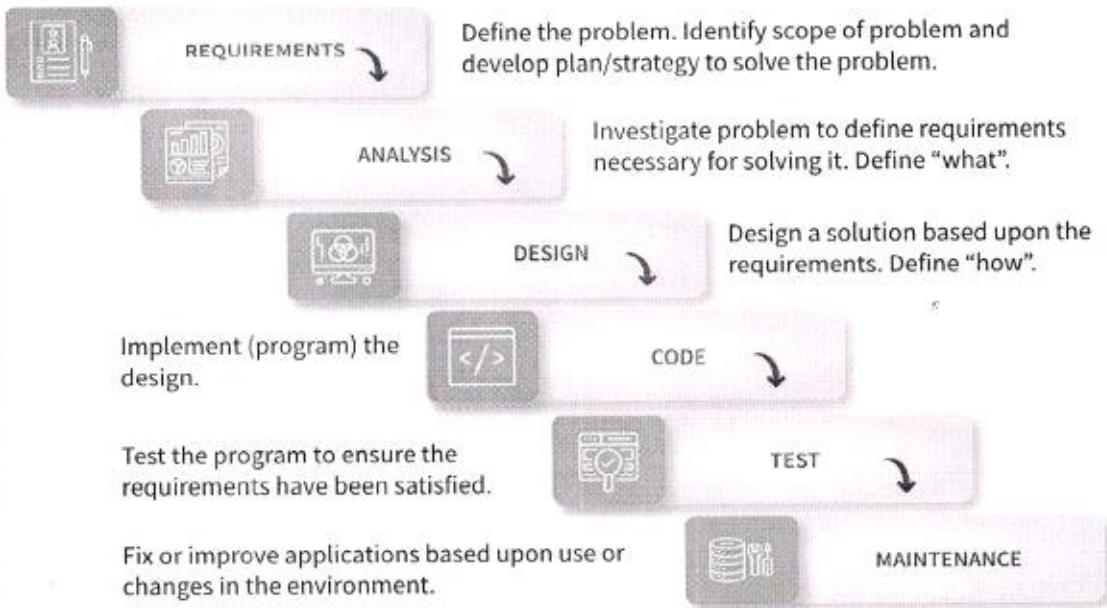 REQUIREMENTS
Define the problem. Identify scope of problem and
develop plan/strategy to solve the problem.
ANALYSIS
Investigate problem to define requirements
necessary for solving it. Define “what”.
DESIGN
Design a solution based upon the
requirements. Define “how”.
Implement (program) the
design.
</>
CODE
Test the program to ensure the
requirements have been satisfied.
TEST
Fix or improve applications based upon use or
changes in the environment.
MAINTENANCE